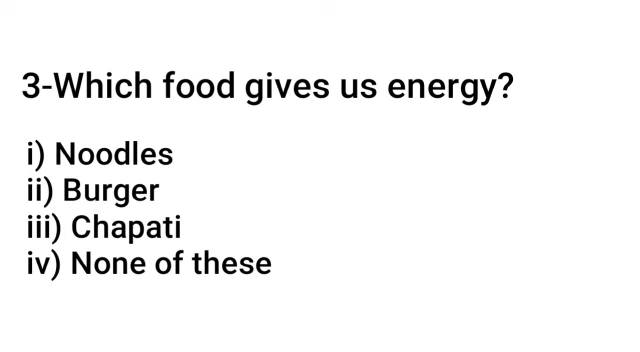 3-Which food gives us energy?
i) Noodles
ii) Burger
iii) Chapati
iv) None of these